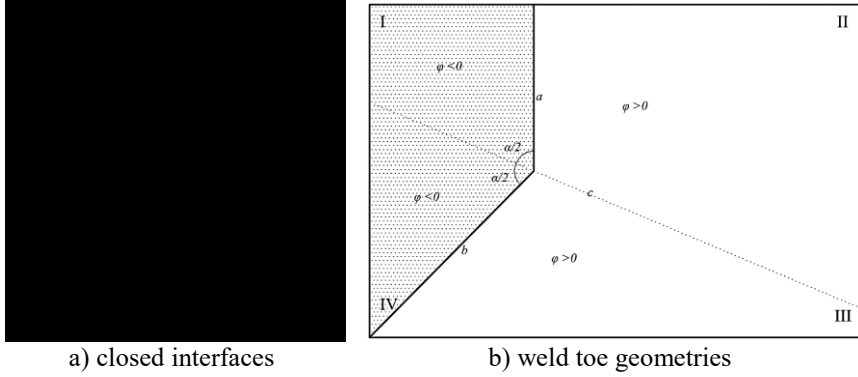 I
II
φ <0
a
φ >0
α/2
α/2
c
φ <0
b
φ >0
IV
III
a) closed interfaces
b) weld toe geometries